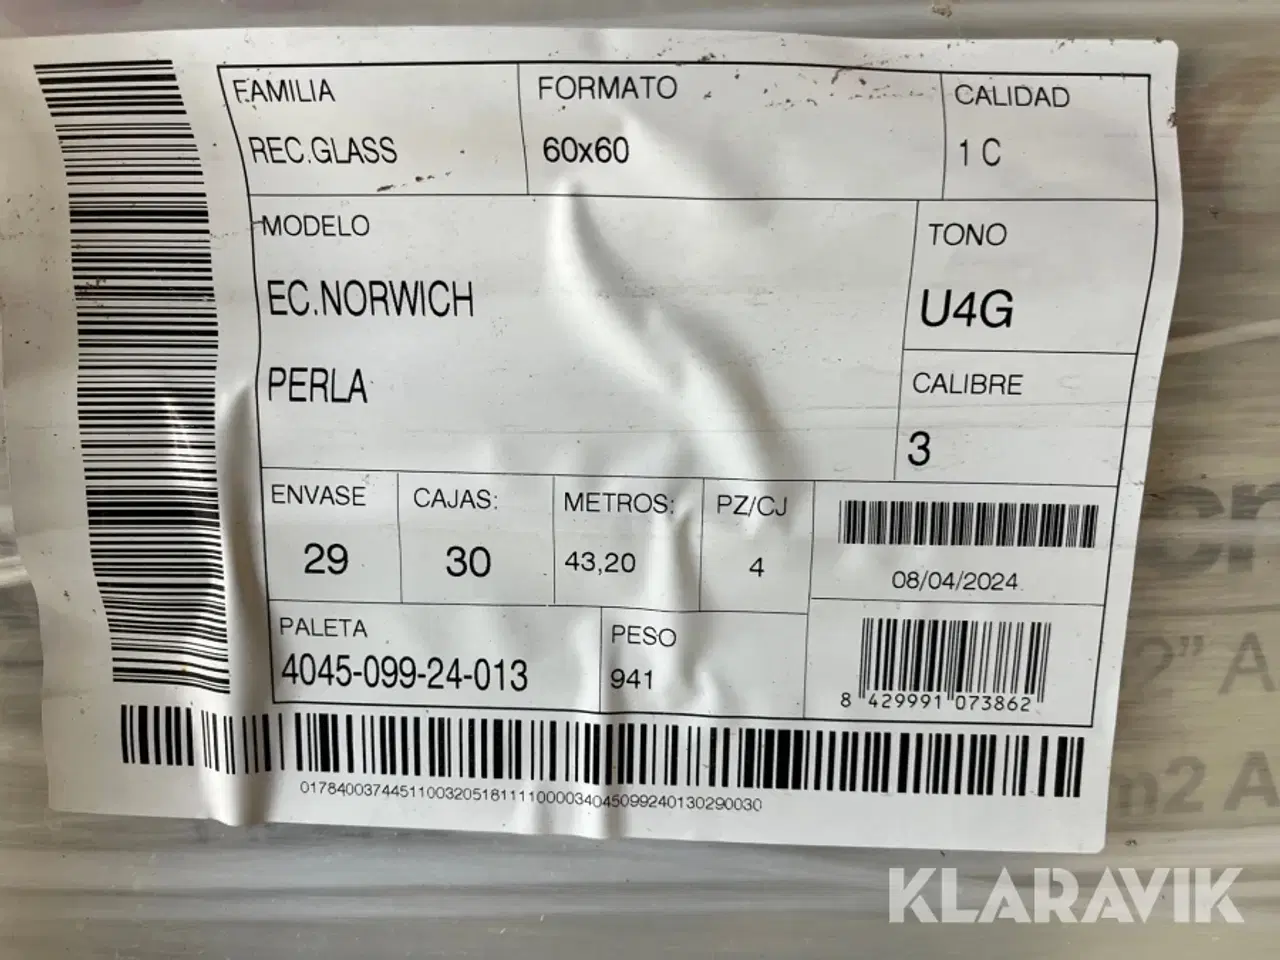 FAMILIA
REC.GLASS
FORMATO
60x60
CALIDAD
1 C
MODELO
EC.NORWICH
PERLA
TONO
U4G
CALIBRE
3
ENVASE
29
CAJAS:
30
METROS:
43,20
PZ/CJ
4
08/04/2024
PALETA
4045-099-24-013
PESO
941
8 429991 073862
2" A
m2 A
KLARAVIK